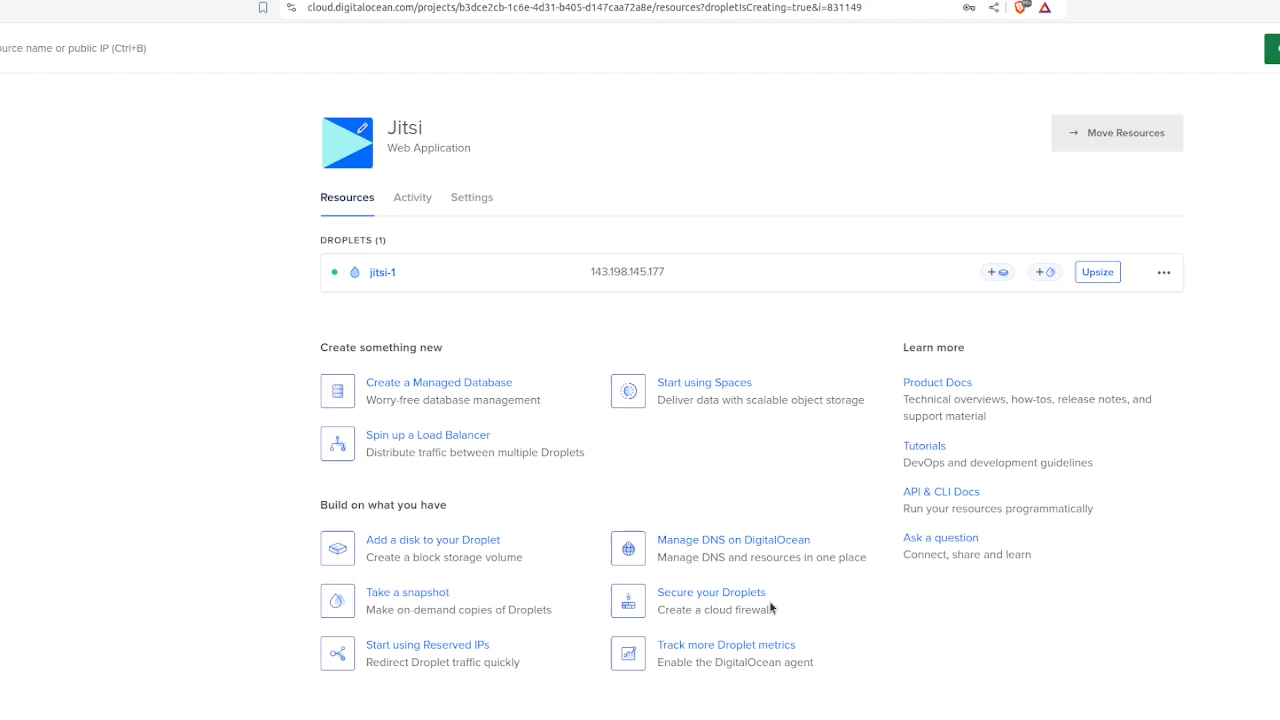 cloud.digitalocean.com/projects/b3dce2cb-1c6e-4d31-b405-d147caa72a8e/resources?dropletIsCreating=true&i=831149
ource name or public IP (Ctrl+B)
Jitsi
Web Application
→ Move Resources
Resources Activity Settings
DROPLETS (1)
jitsi-1 143.198.145.177 + + Upsize ...
Create something new
Create a Managed Database
Worry-free database management
Start using Spaces
Deliver data with scalable object storage
Spin up a Load Balancer
Distribute traffic between multiple Droplets
Build on what you have
Add a disk to your Droplet
Create a block storage volume
Manage DNS on DigitalOcean
Manage DNS and resources in one place
Take a snapshot
Make on-demand copies of Droplets
Secure your Droplets
Create a cloud firewall
Start using Reserved IPs
Redirect Droplet traffic quickly
Track more Droplet metrics
Enable the DigitalOcean agent
Learn more
Product Docs
Technical overviews, how-tos, release notes, and
support material
Tutorials
DevOps and development guidelines
API & CLI Docs
Run your resources programmatically
Ask a question
Connect, share and learn